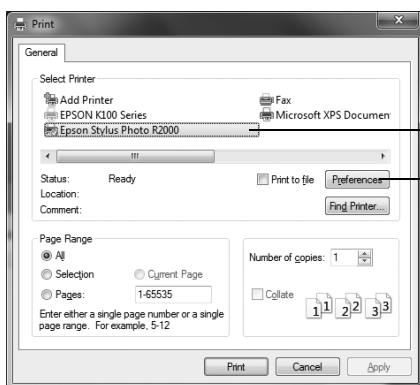 Print
General
Select Printer
Add Printer
Fax
EPSON K100 Series
Microsoft XPS Documen
Epson Stylus Photo R2000
Status: Ready
Print to file
Preferences
Location:
Comment:
Find Printer...
Page Range
All
Selection
Current Page
Pages: 1-65535
Enter either a single page number or a single
page range. For example, 5-12
Number of copies: 1
Collate
1 1 2 2 3 3
Print
Cancel
Apply